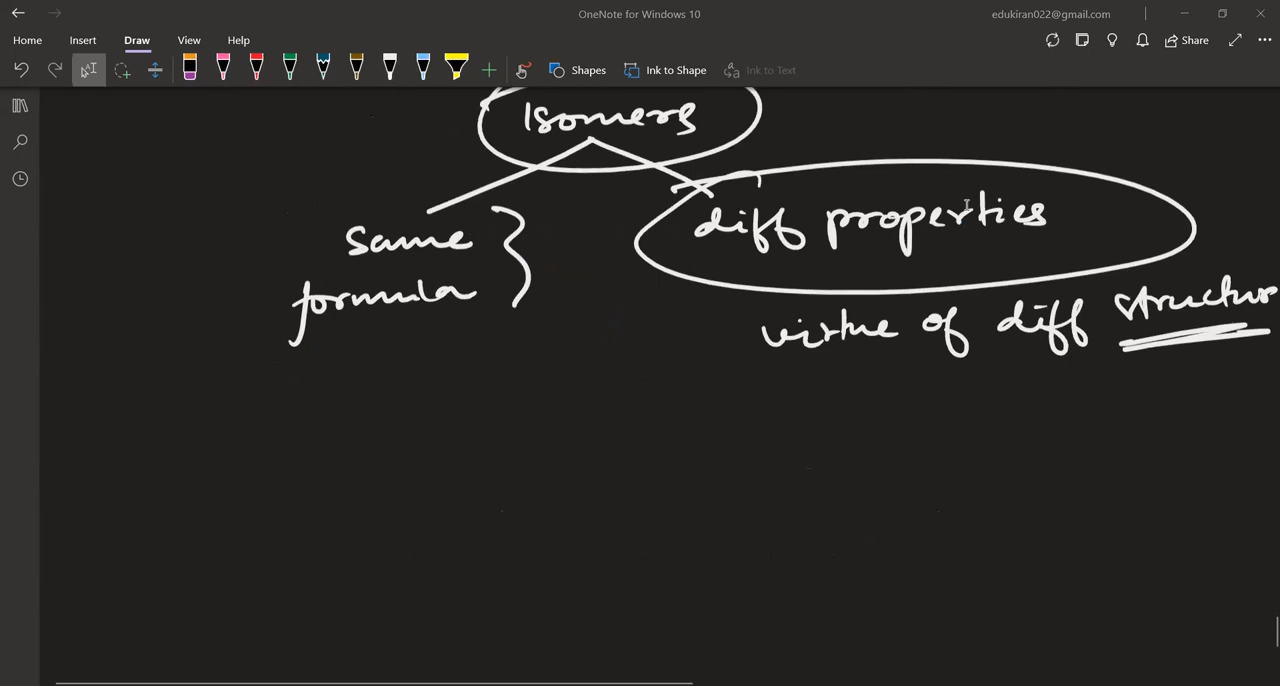 OneNote for Windows 10
edukiran022@gmail.com
Home Insert Draw View Help
Share
Shapes
Ink to Shape
Ink to Text
Isomers
same
formula
diff properties
virtue of diff structur